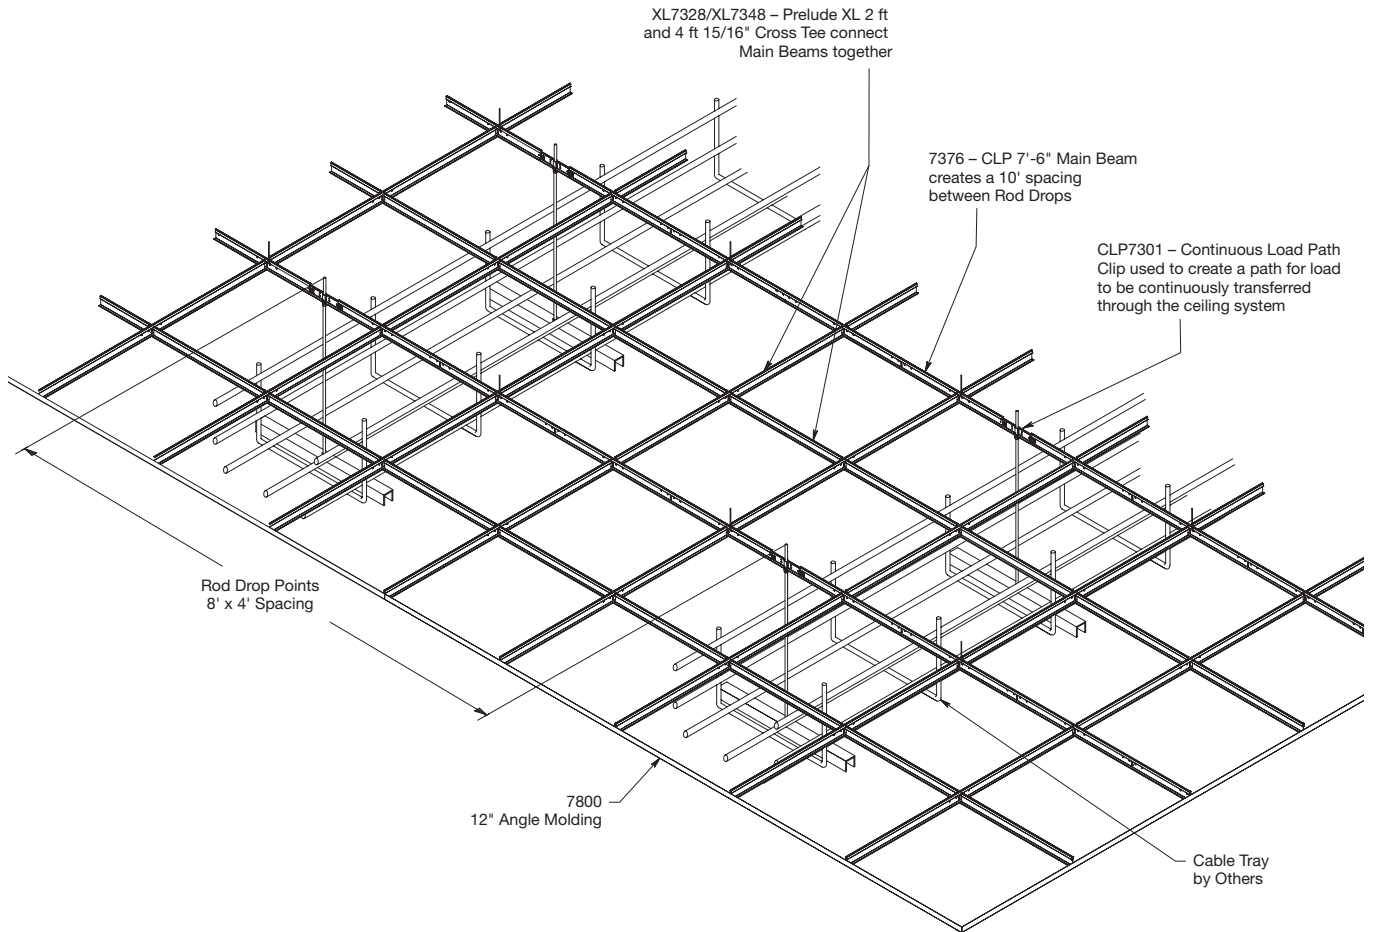 XL7328/XL7348 – Prelude XL 2 ft
and 4 ft 15/16" Cross Tee connect
Main Beams together
7376 – CLP 7'-6" Main Beam
creates a 10' spacing
between Rod Drops
CLP7301 – Continuous Load Path
Clip used to create a path for load
to be continuously transferred
through the ceiling system
Rod Drop Points
8' x 4' Spacing
7800
12" Angle Molding
Cable Tray
by Others